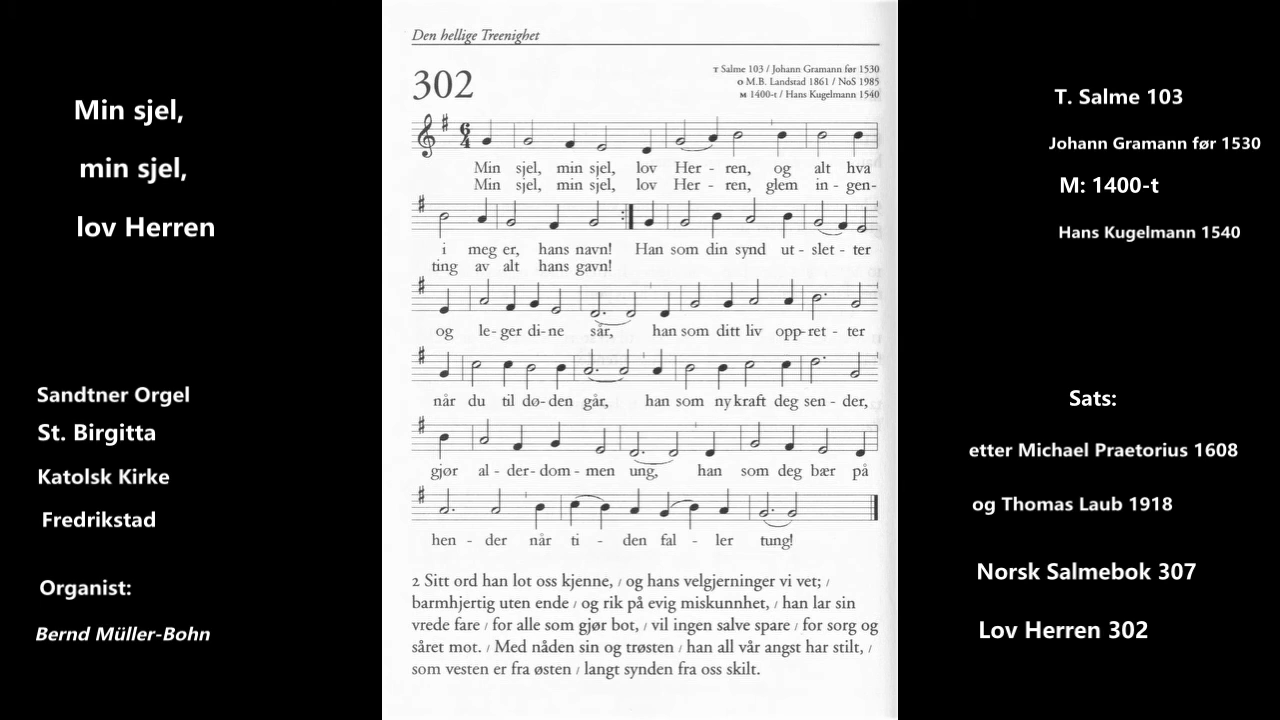 Min sjel,
min sjel,
lov Herren
Sandtner Orgel
St. Birgitta
Katolsk Kirke
Fredrikstad
Organist:
Bernd Müller-Bohn
Den hellige Treenighet
302
T Salme 103 / Johann Gramann før 1530
O M.B. Landstad 1861 / NoS 1985
M 1400-t / Hans Kugelmann 1540
6
4
Min sjel, min sjel, lov Her - ren, og alt hva
Min sjel, min sjel, lov Her - ren, glem in - gen-
i meg er, hans navn! Han som din synd ut - slet - ter
ting av alt hans gavn!
og le- ger di- ne sår, han som ditt liv opp- ret - ter
når du til dø- den går, han som ny kraft deg sen - der,
gjør al - der- dom - men ung, han som deg bær på
hen - der når ti - den fal - ler tung!
2 Sitt ord han lot oss kjenne, / og hans velgjerninger vi vet; /
barmhjertig uten ende / og rik på evig miskunnhet, / han lar sin
vrede fare / for alle som gjør bot, / vil ingen salve spare / for sorg og
såret mot. / Med nåden sin og trøsten / han all vår angst har stilt, /
som vesten er fra østen / langt synden fra oss skilt.
T. Salme 103
Johann Gramann før 1530
M: 1400-t
Hans Kugelmann 1540
Sats:
etter Michael Praetorius 1608
og Thomas Laub 1918
Norsk Salmebok 307
Lov Herren 302